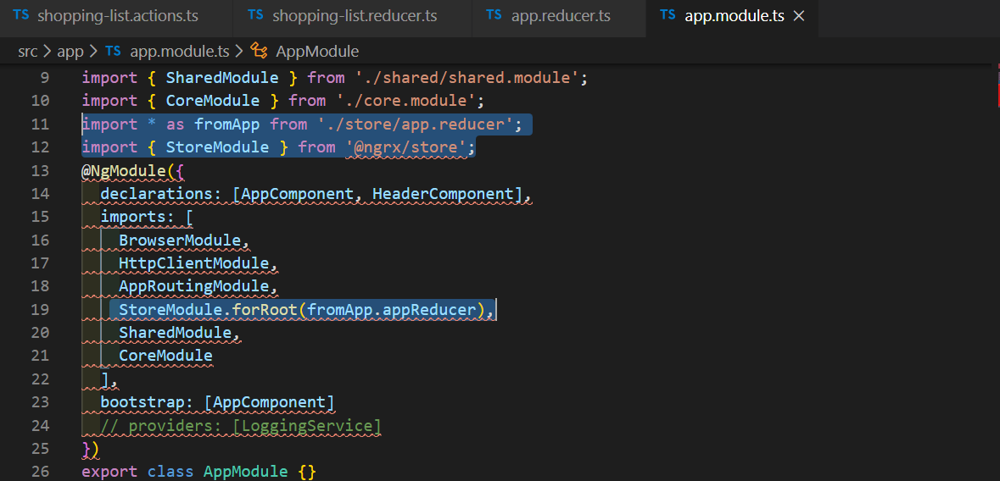 TS shopping-list.actions.ts TS shopping-list.reducer.ts TS app.reducer.ts TS app.module.ts ×
src > app > TS app.module.ts > AppModule
9 import { SharedModule } from './shared/shared.module';
10 import { CoreModule } from './core.module';
11 import * as fromApp from './store/app.reducer';
12 import { StoreModule } from '@ngrx/store';
13 @NgModule({
14   declarations: [AppComponent, HeaderComponent],
15   imports: [
16     BrowserModule,
17     HttpClientModule,
18     AppRoutingModule,
19     StoreModule.forRoot(fromApp.appReducer),
20     SharedModule,
21     CoreModule
22   ],
23   bootstrap: [AppComponent]
24   // providers: [LoggingService]
25 })
26 export class AppModule {}